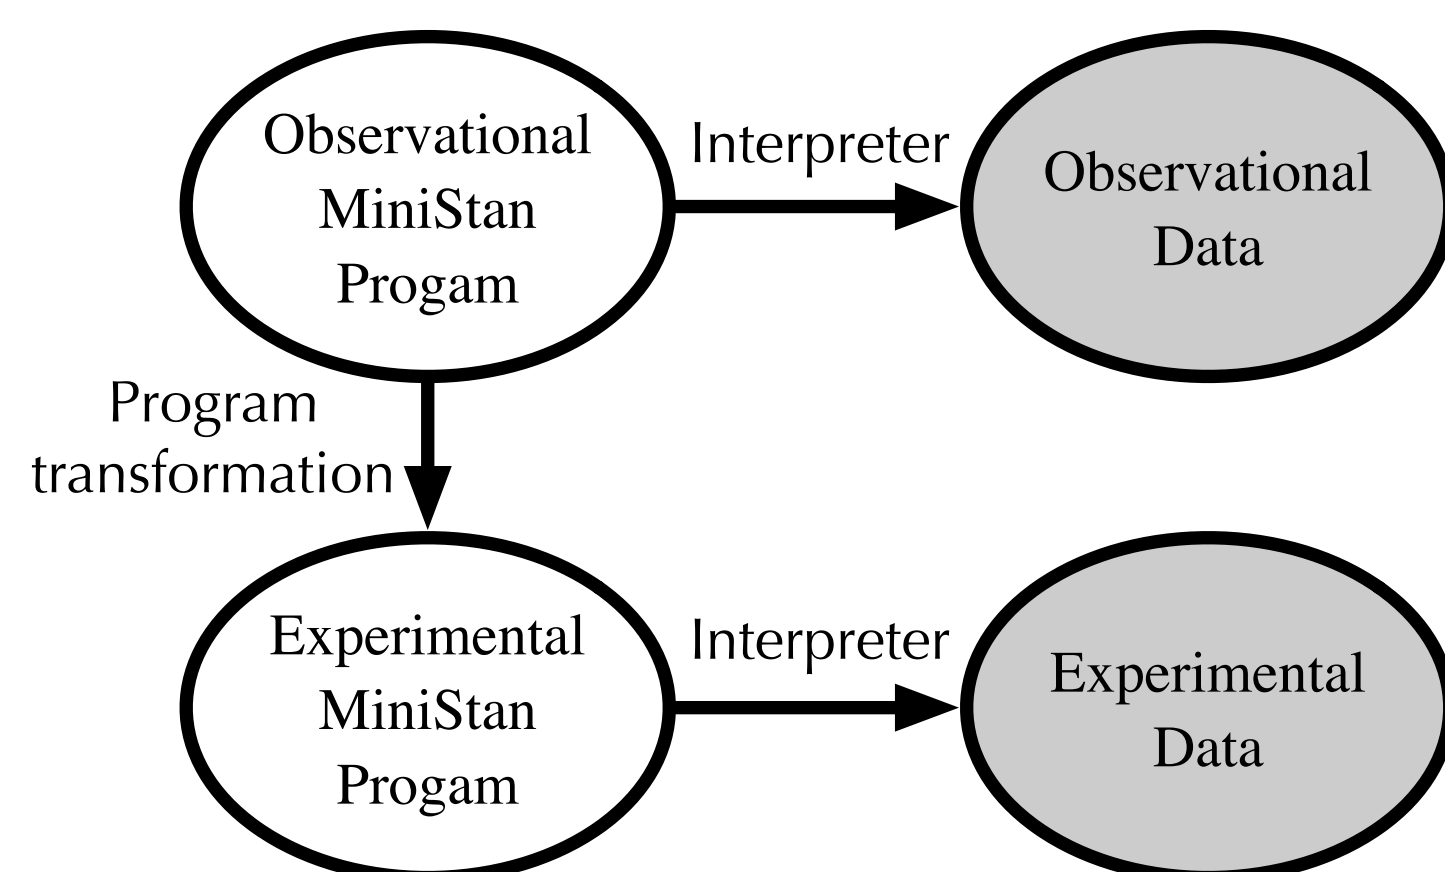 Observational
MiniStan
Progam
Interpreter
Observational
Data
Program
transformation
Experimental
MiniStan
Progam
Interpreter
Experimental
Data